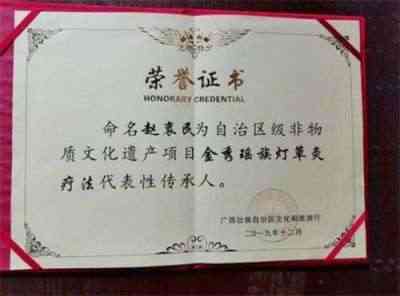 荣誉证书
HONORARY CREDENTIAL
命名赵襄民为自治区级非物
质文化遗产项目金秀瑶族灯草灸
疗法代表性传承人。
广西壮族自治区文化和旅游厅
二〇一九年十二月